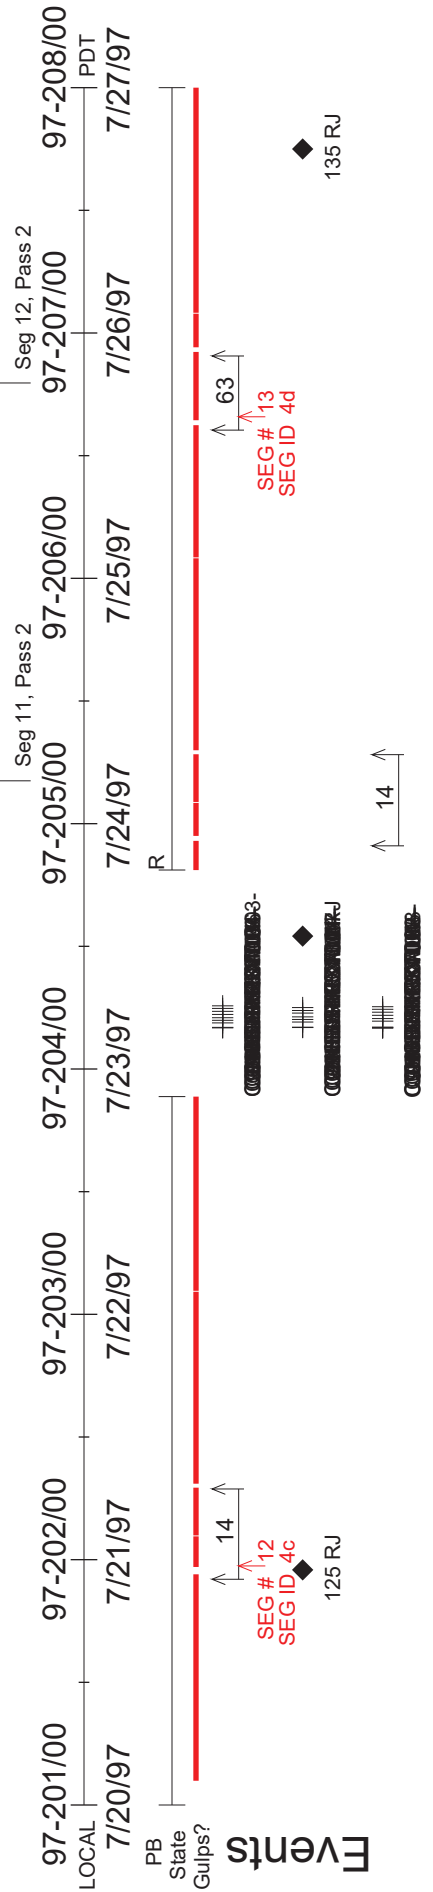 Seg 11, Pass 2
Seg 12, Pass 2
97-201/00
97-202/00
97-203/00
97-204/00
97-205/00
97-206/00
97-207/00
97-208/00
LOCAL
PDT
7/20/97
7/21/97
7/22/97
7/23/97
7/24/97
7/25/97
7/26/97
7/27/97
PB
State
R
Gulps?
14
63
SEG # 12
SEG ID 4c
SEG # 13
SEG ID 4d
125 RJ
RJ
135 RJ
14
Events